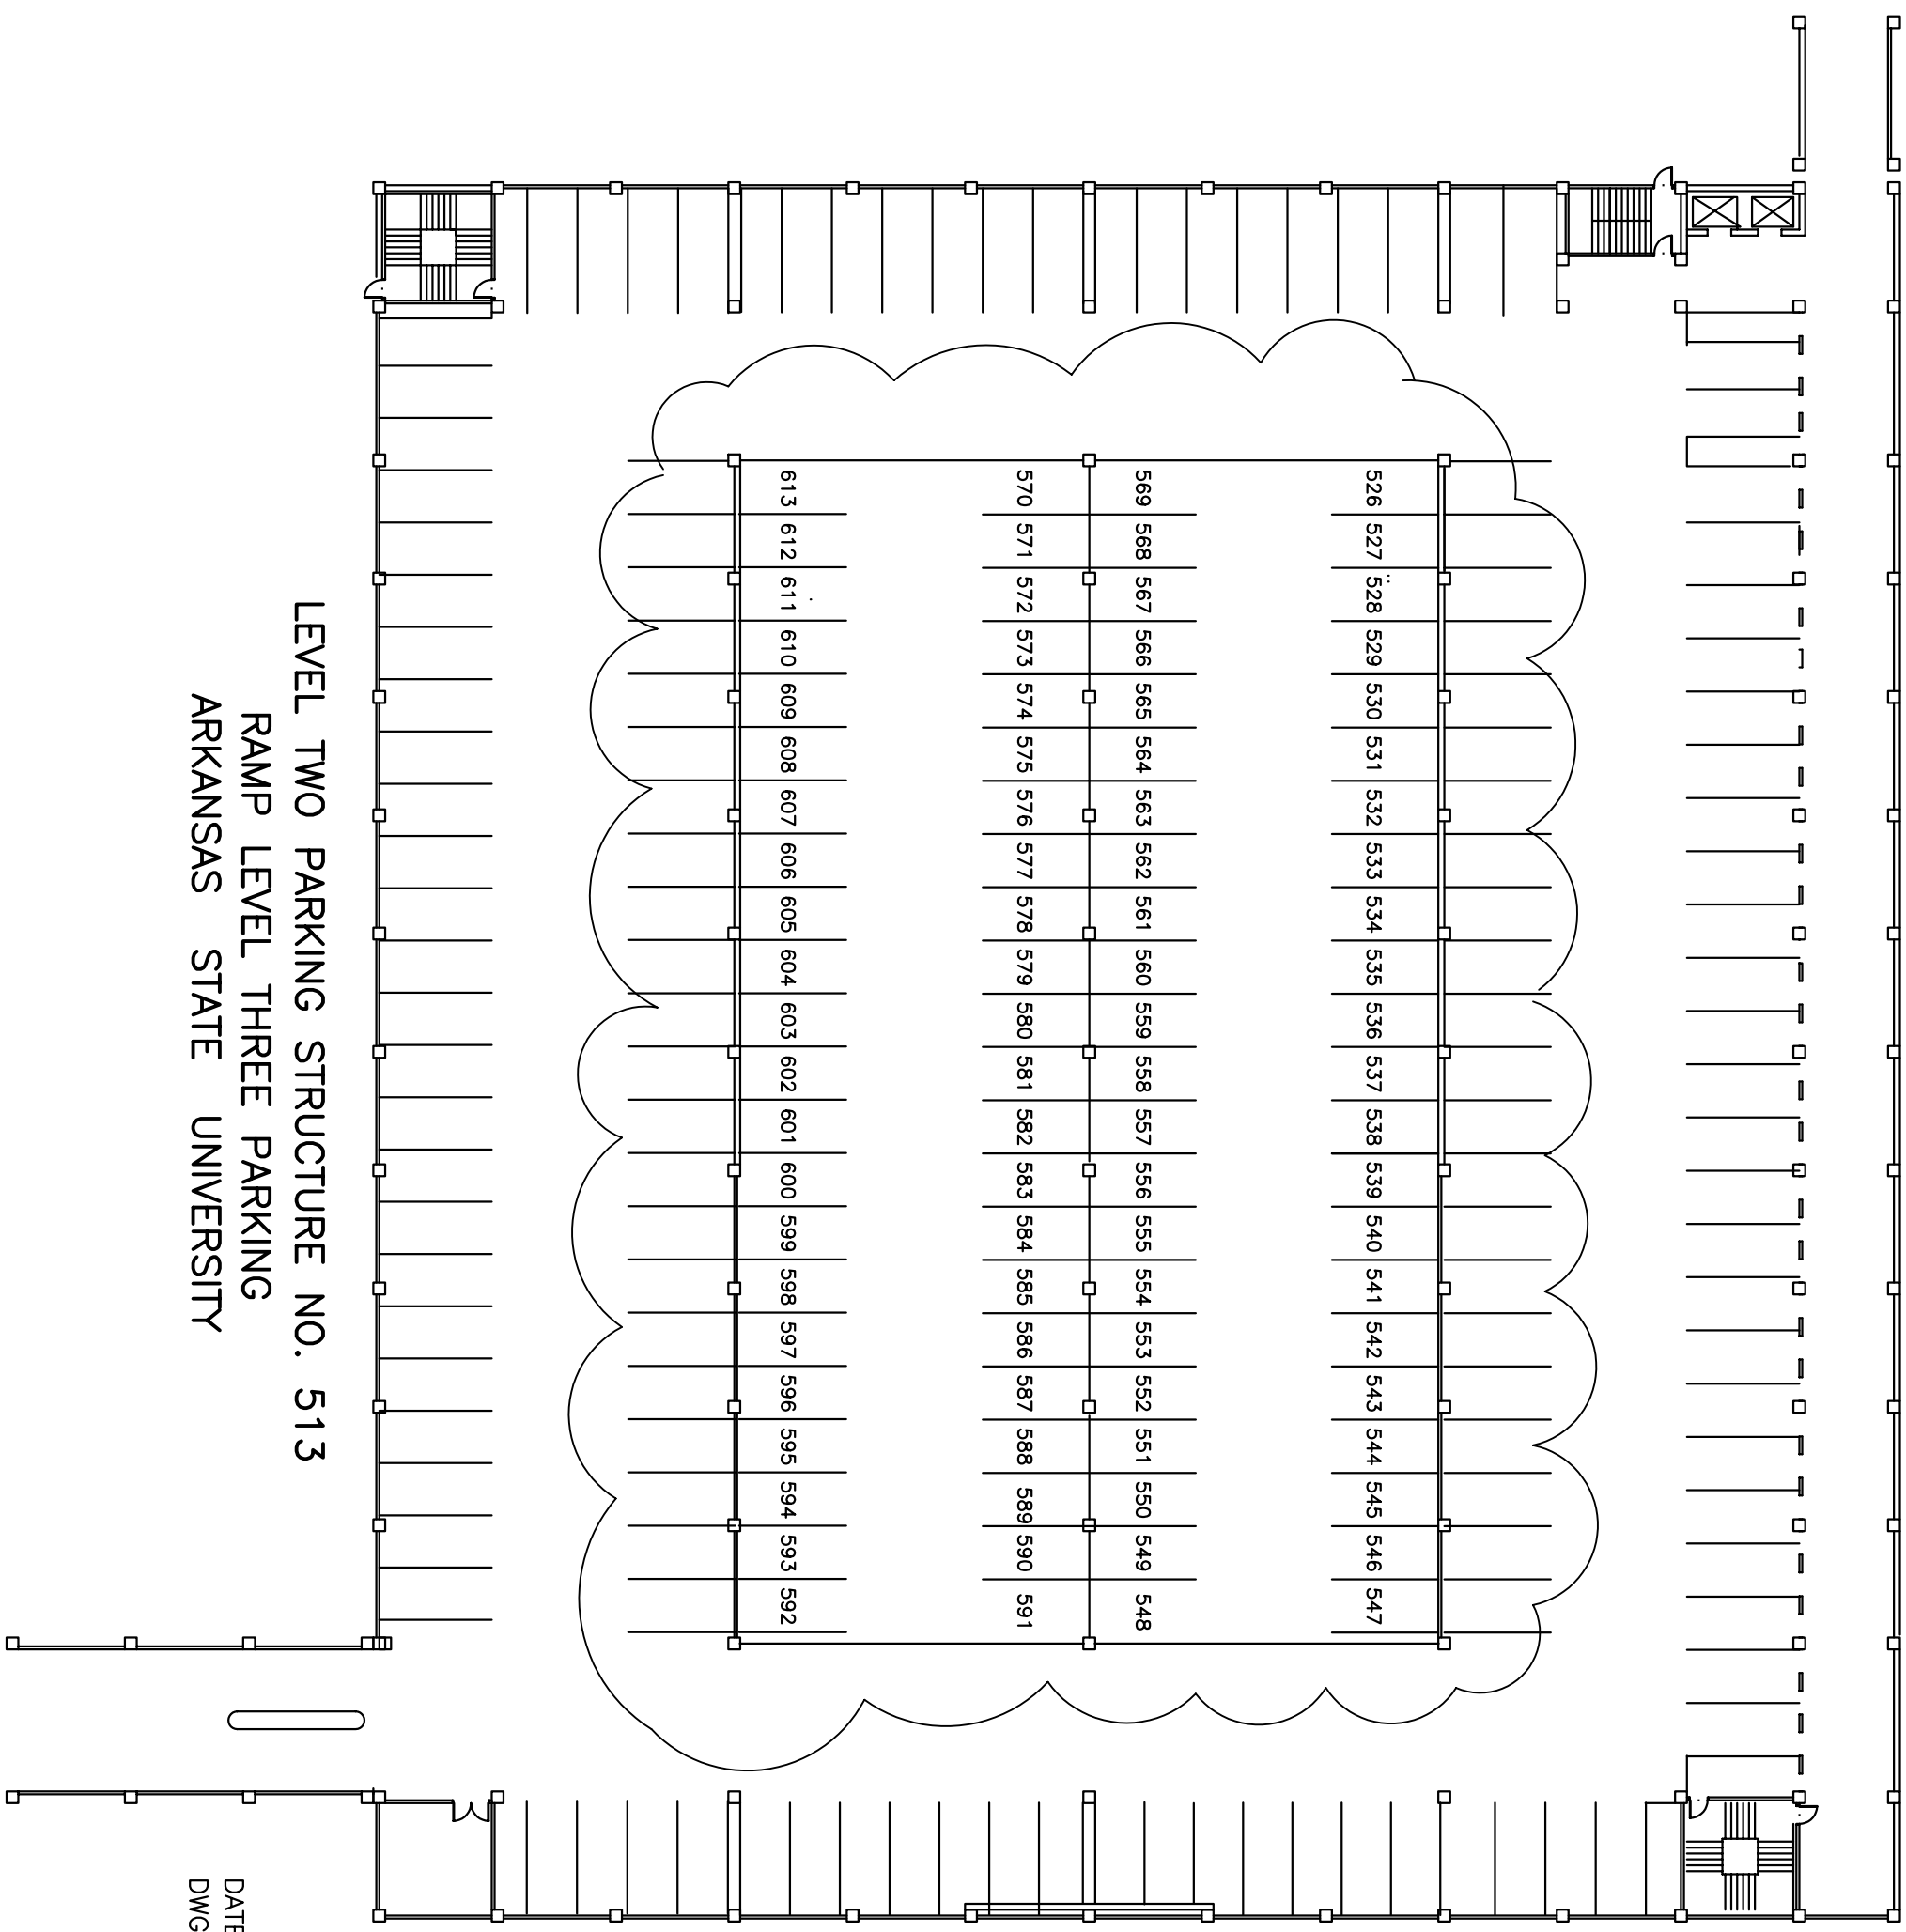 526 527 528 529 530 531 532 533 534 535 536 537 538 539 540 541 542 543 544 545 546 547
569 568 567 566 565 564 563 562 561 560 559 558 557 556 555 554 553 552 551 550 549 548
570 571 572 573 574 575 576 577 578 579 580 581 582 583 584 585 586 587 588 589 590 591
613 612 611 610 609 608 607 606 605 604 603 602 601 600 599 598 597 596 595 594 593 592
LEVEL TWO PARKING STRUCTURE NO. 513
RAMP LEVEL THREE PARKING
ARKANSAS STATE UNIVERSITY
DATE
DWG